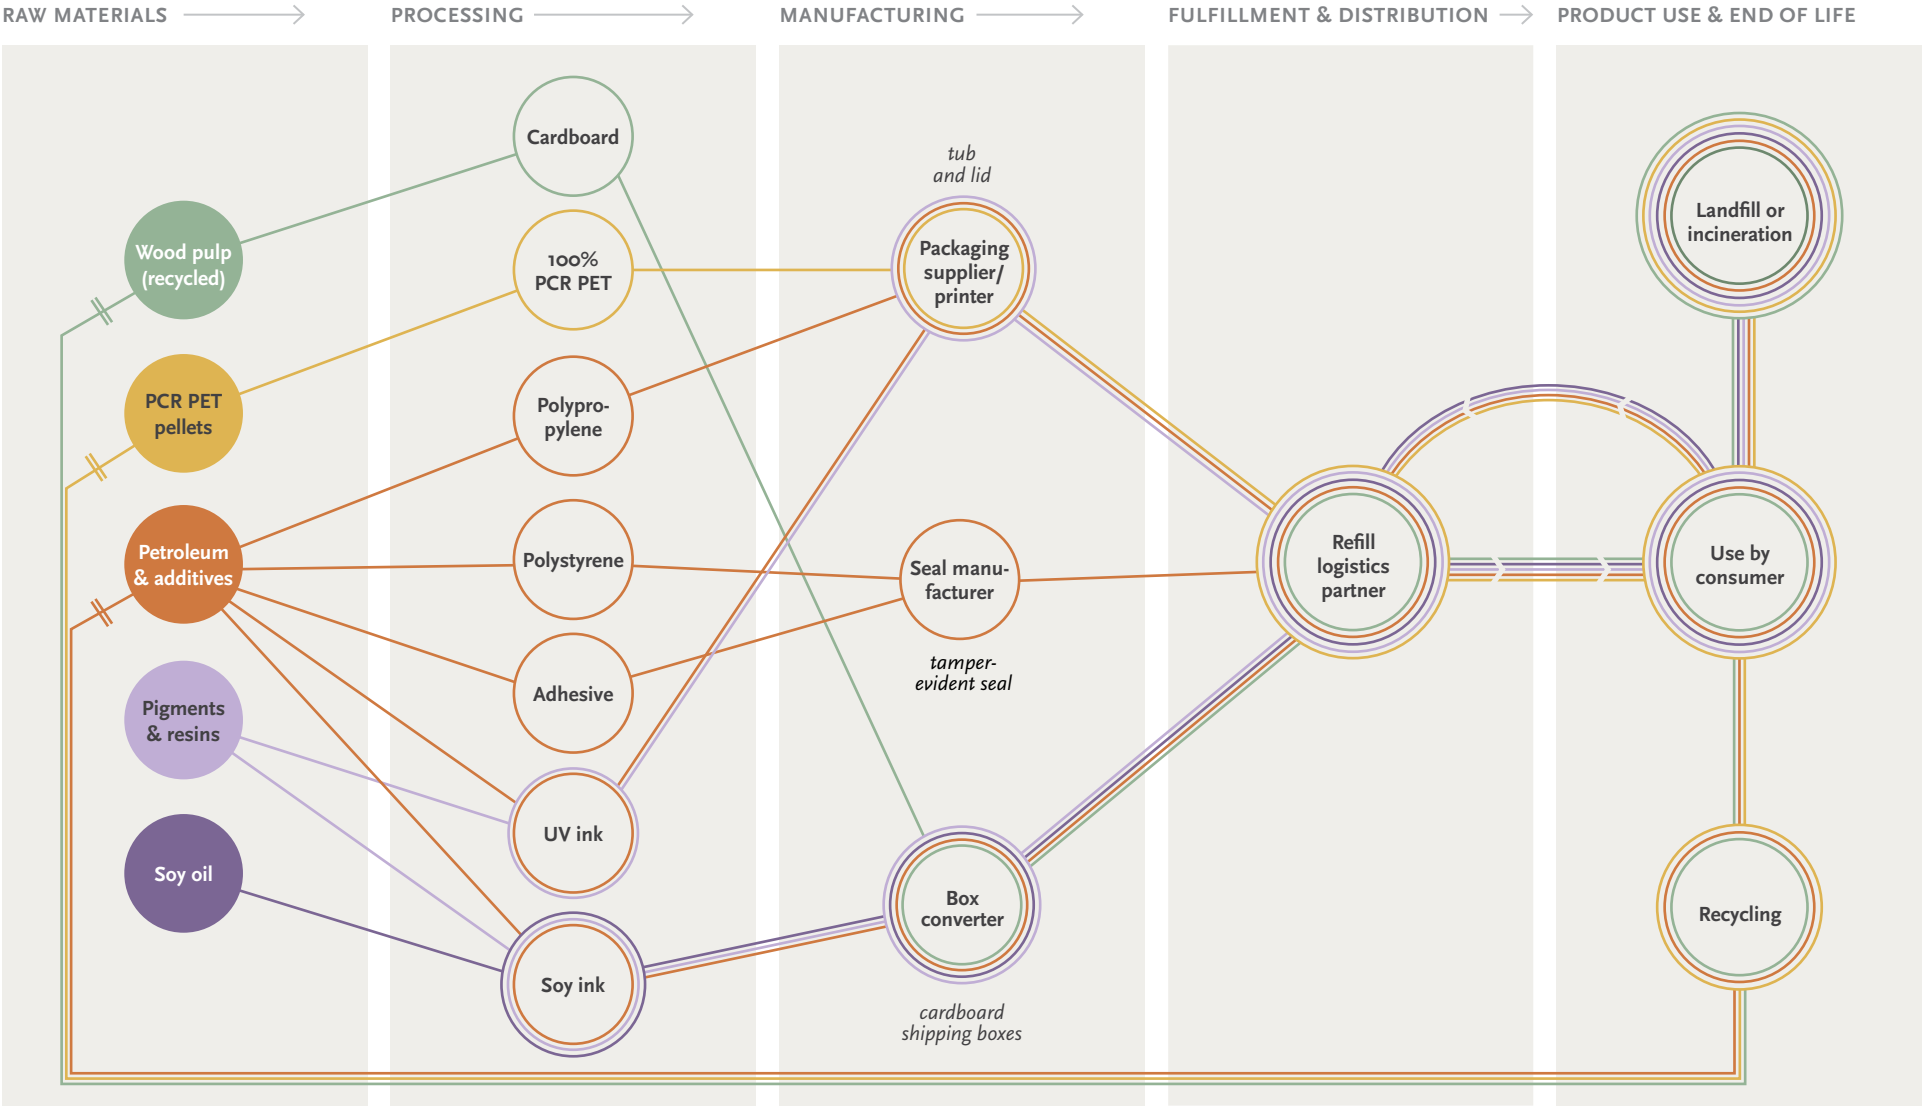 RAW MATERIALS
PROCESSING
MANUFACTURING
FULFILLMENT & DISTRIBUTION
PRODUCT USE & END OF LIFE
Wood pulp
(recycled)
PCR PET
pellets
Petroleum
& additives
Pigments
& resins
Soy oil
Cardboard
100%
PCR PET
Polypro-
pylene
Polystyrene
Adhesive
UV ink
Soy ink
tub
and lid
Packaging
supplier/
printer
Seal manu-
facturer
tamper-
evident seal
Box
converter
cardboard
shipping boxes
Refill
logistics
partner
Landfill or
incineration
Use by
consumer
Recycling